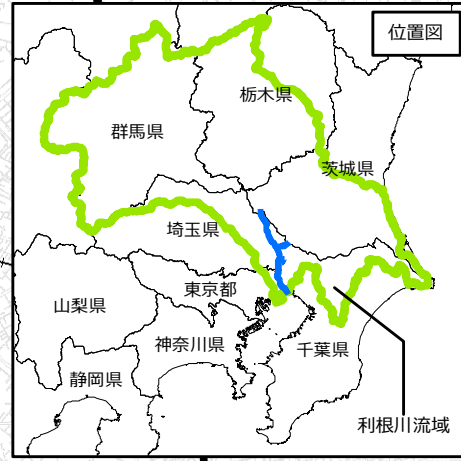 位置図
栃木県
群馬県
茨城県
埼玉県
東京都
山梨県
神奈川県
千葉県
静岡県
利根川流域